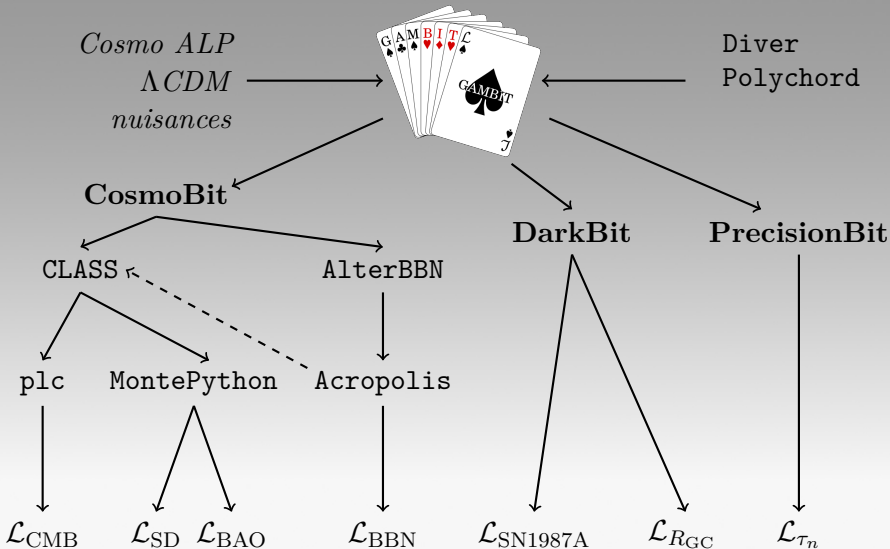 Cosmo ALP
ΛCDM
nuisances
G A M B I T ℒ
GAMBIT
ℒ
Diver
Polychord
CosmoBit
DarkBit
PrecisionBit
CLASS
AlterBBN
plc
MontePython
Acropolis
ℒ_CMB
ℒ_SD
ℒ_BAO
ℒ_BBN
ℒ_SN1987A
ℒ_R_GC
ℒ_τ_n